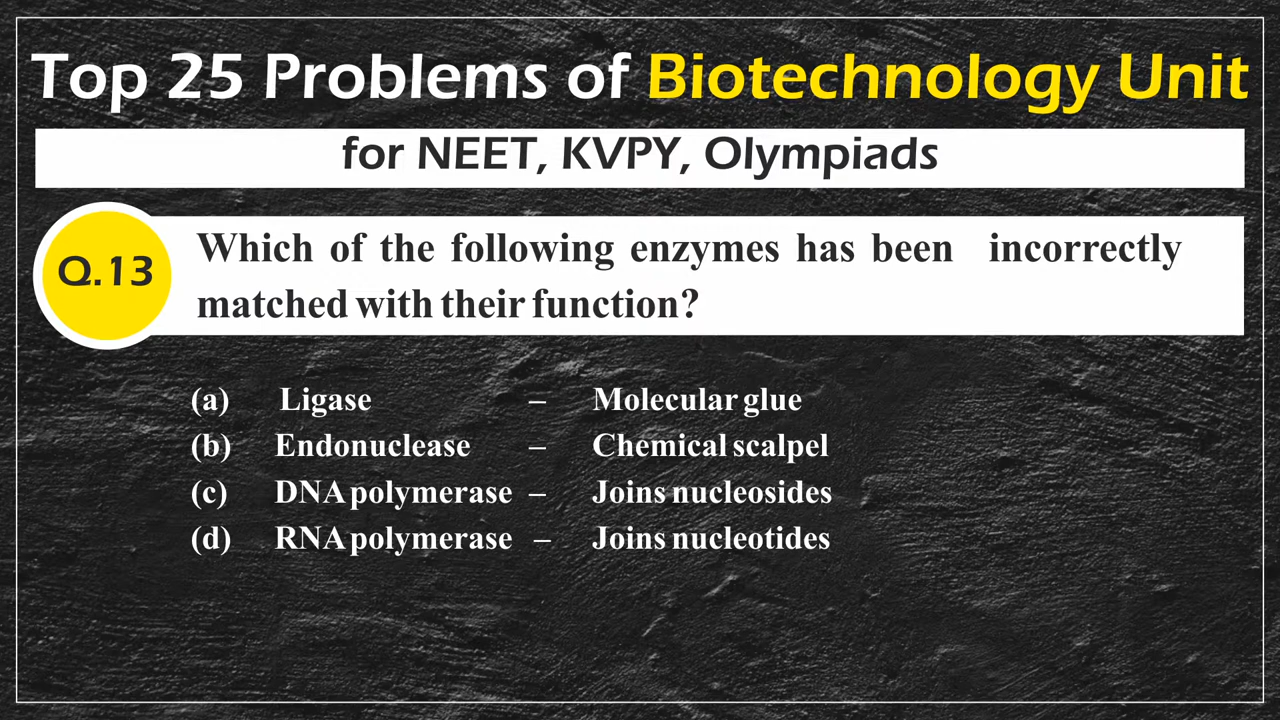 Top 25 Problems of Biotechnology Unit
for NEET, KVPY, Olympiads
Q.13
Which of the following enzymes has been incorrectly
matched with their function?
(a) Ligase – Molecular glue
(b) Endonuclease – Chemical scalpel
(c) DNA polymerase – Joins nucleosides
(d) RNA polymerase – Joins nucleotides